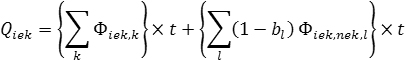 Q_{iek} = \left\{ \sum_{k} \Phi_{iek,k} \right\} \times t + \left\{ \sum_{l} (1 - b_l) \, \Phi_{iek,nek,l} \right\} \times t